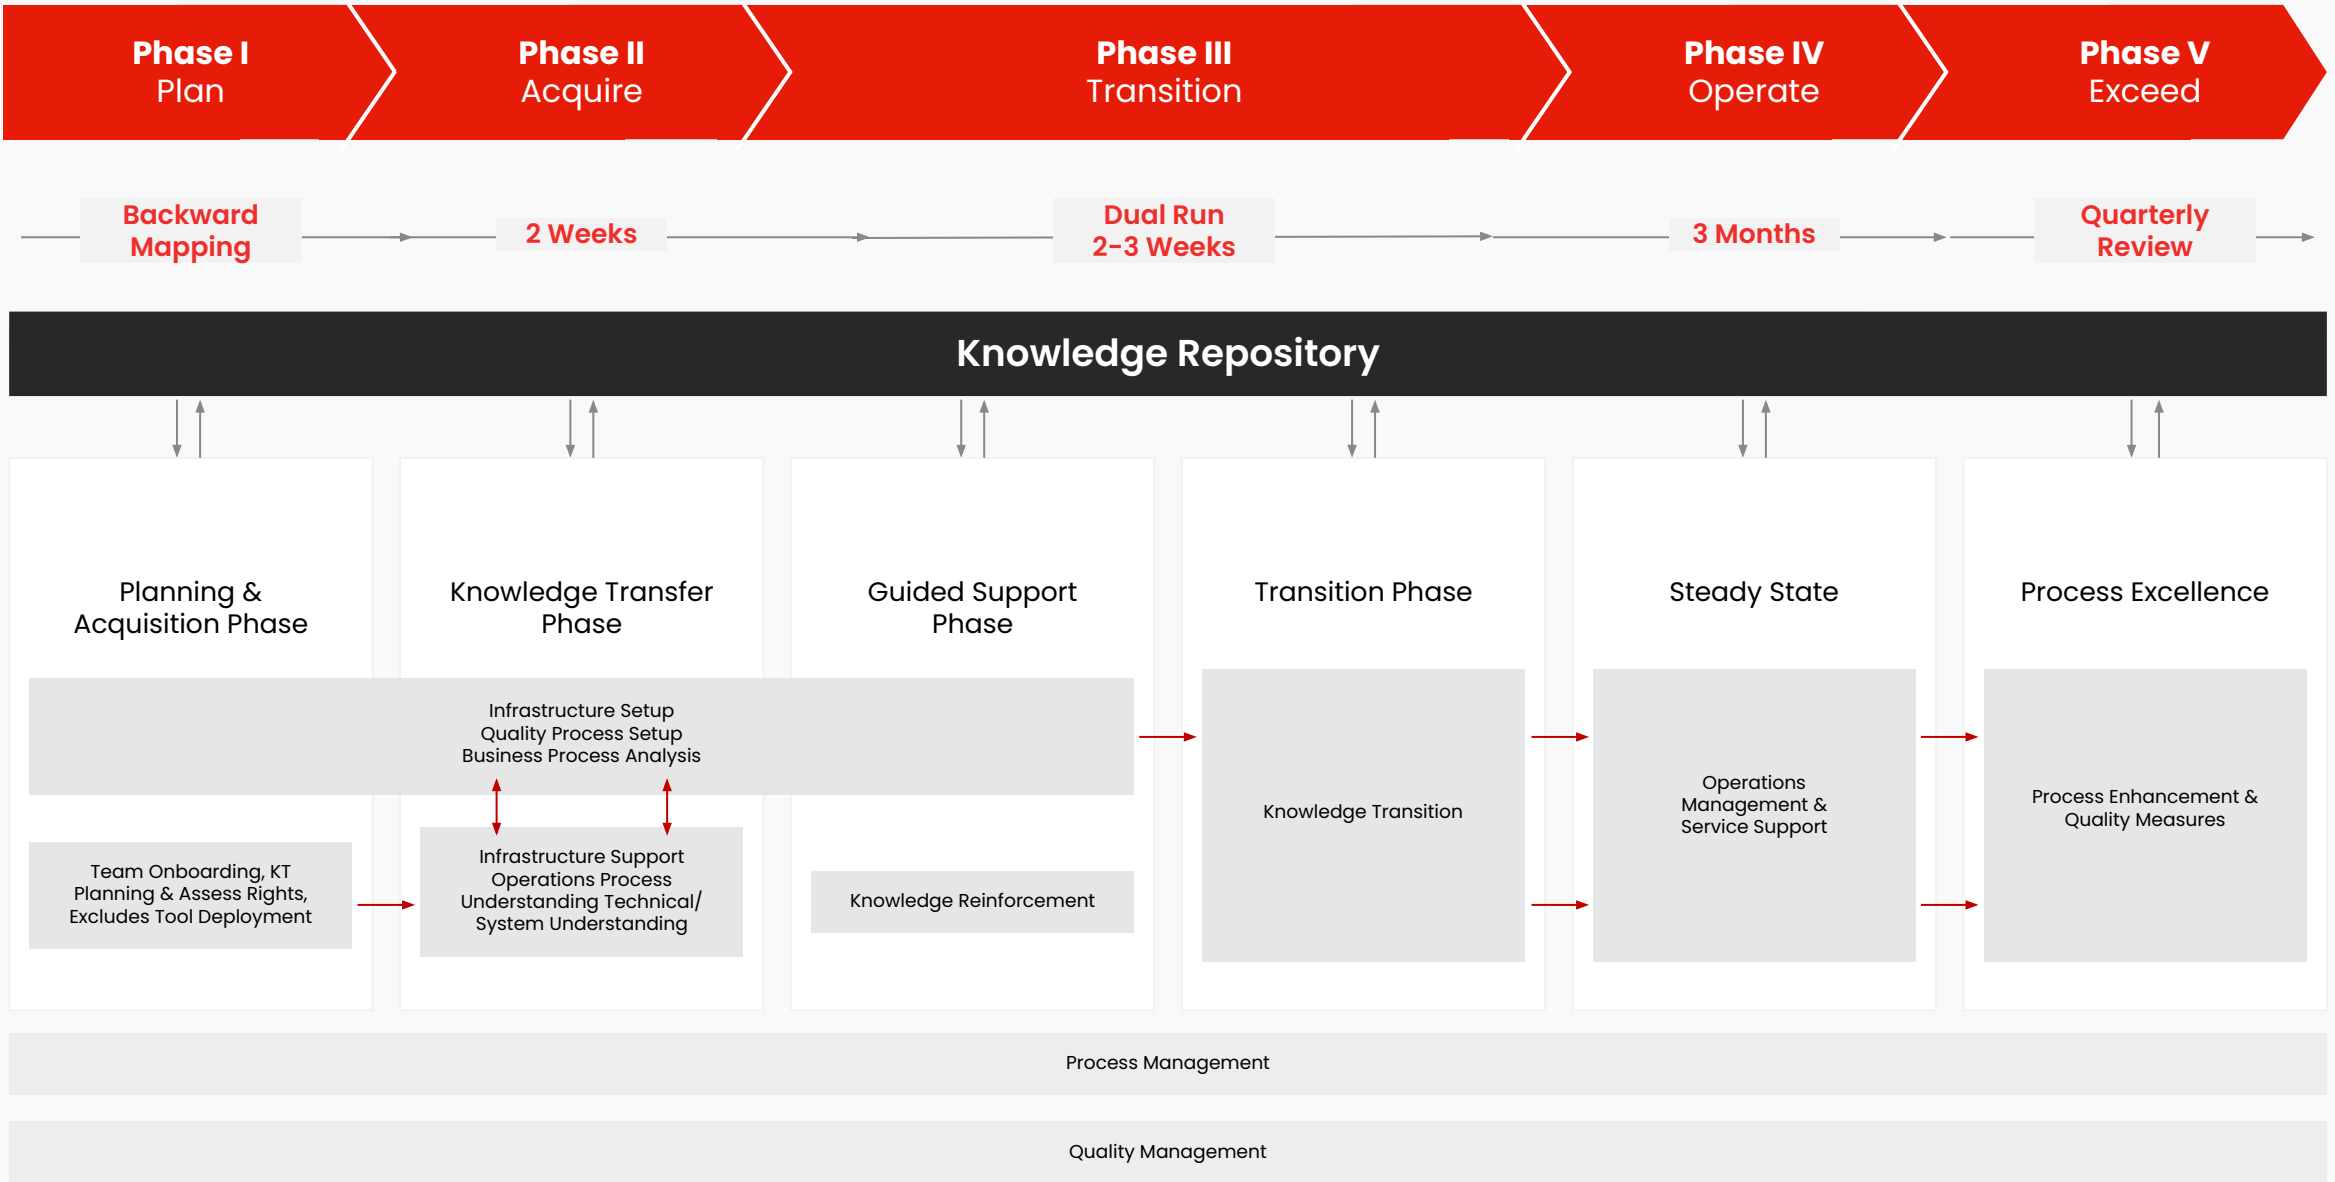 Phase I
Plan
Phase II
Acquire
Phase III
Transition
Phase IV
Operate
Phase V
Exceed
Backward
Mapping
2 Weeks
Dual Run
2-3 Weeks
3 Months
Quarterly
Review
Knowledge Repository
Planning &
Acquisition Phase
Knowledge Transfer
Phase
Guided Support
Phase
Transition Phase
Steady State
Process Excellence
Infrastructure Setup
Quality Process Setup
Business Process Analysis
Team Onboarding, KT
Planning & Assess Rights,
Excludes Tool Deployment
Infrastructure Support
Operations Process
Understanding Technical/
System Understanding
Knowledge Reinforcement
Knowledge Transition
Operations
Management &
Service Support
Process Enhancement &
Quality Measures
Process Management
Quality Management